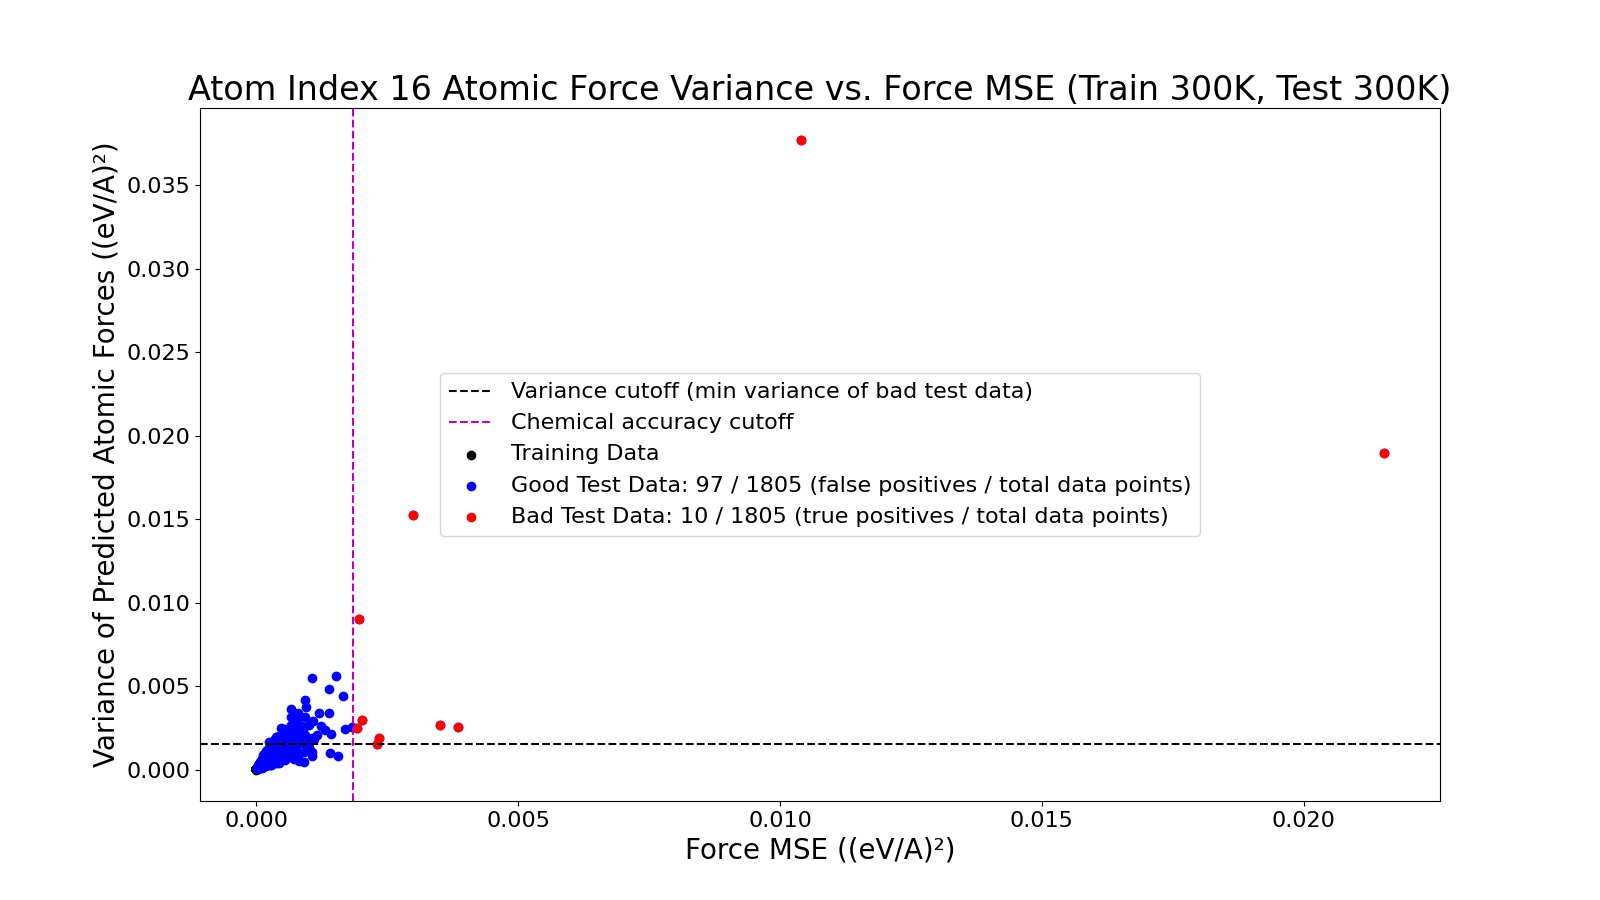 Atom Index 16 Atomic Force Variance vs. Force MSE (Train 300K, Test 300K)
Variance of Predicted Atomic Forces ((eV/A)²)
0.035
0.030
0.025
0.020
0.015
0.010
0.005
0.000
Variance cutoff (min variance of bad test data)
Chemical accuracy cutoff
Training Data
Good Test Data: 97 / 1805 (false positives / total data points)
Bad Test Data: 10 / 1805 (true positives / total data points)
0.000 0.005 0.010 0.015 0.020
Force MSE ((eV/A)²)